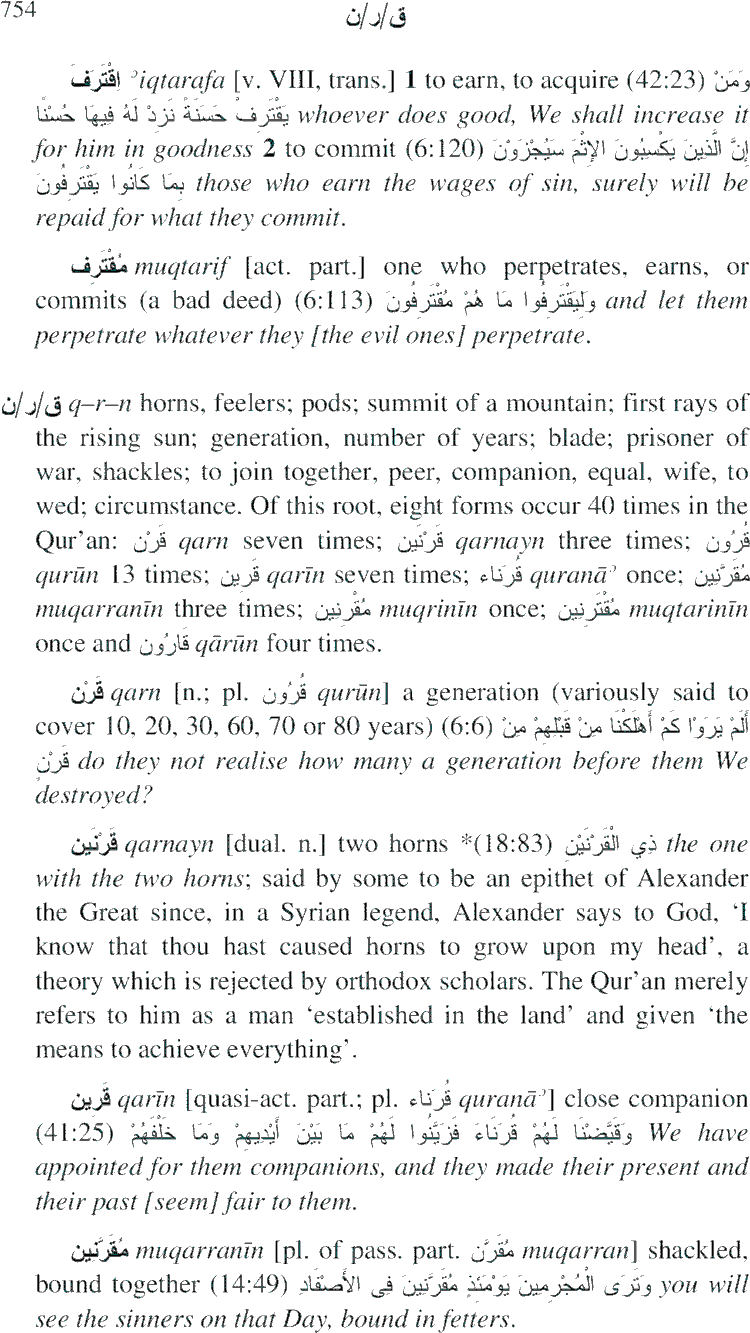 754
ق/ر/ن
اِقْتَرَفَ ʾiqtarafa [v. VIII, trans.] 1 to earn, to acquire (42:23) وَمَنْ
يَقْتَرِفْ حَسَنَةً نَزِدْ لَهُ فِيهَا حُسْنًا whoever does good, We shall increase it
for him in goodness 2 to commit (6:120) إِنَّ الَّذِينَ يَكْسِبُونَ الإِثْمَ سَيُجْزَوْنَ
بِمَا كَانُوا يَقْتَرِفُونَ those who earn the wages of sin, surely will be
repaid for what they commit.
مُقْتَرِف muqtarif [act. part.] one who perpetrates, earns, or
commits (a bad deed) (6:113) وَلْيَقْتَرِفُوا مَا هُمْ مُقْتَرِفُونَ and let them
perpetrate whatever they [the evil ones] perpetrate.
ق/ر/ن q–r–n horns, feelers; pods; summit of a mountain; first rays of
the rising sun; generation, number of years; blade; prisoner of
war, shackles; to join together, peer, companion, equal, wife, to
wed; circumstance. Of this root, eight forms occur 40 times in the
Qur’an: قَرْن qarn seven times; قَرْنَين qarnayn three times; قُرُون
qurūn 13 times; قَرِين qarīn seven times; قُرَنَاء quranāʾ once; مُقَرَّنِين
muqarranīn three times; مُقْرِنِين muqrinīn once; مُقْتَرِنِين muqtarinīn
once and قَارُون qārūn four times.
قَرْن qarn [n.; pl. قُرُون qurūn] a generation (variously said to
cover 10, 20, 30, 60, 70 or 80 years) (6:6) أَلَمْ يَرَوْا كَمْ أَهْلَكْنَا مِنْ قَبْلِهِمْ مِنْ
قَرْنٍ do they not realise how many a generation before them We
destroyed?
قَرْنَين qarnayn [dual. n.] two horns *(18:83) ذِي الْقَرْنَيْنِ the one
with the two horns; said by some to be an epithet of Alexander
the Great since, in a Syrian legend, Alexander says to God, ‘I
know that thou hast caused horns to grow upon my head’, a
theory which is rejected by orthodox scholars. The Qur’an merely
refers to him as a man ‘established in the land’ and given ‘the
means to achieve everything’.
قَرِين qarīn [quasi-act. part.; pl. قُرَنَاء quranāʾ] close companion
(41:25) وَقَيَّضْنَا لَهُمْ قُرَنَاءَ فَزَيَّنُوا لَهُمْ مَا بَيْنَ أَيْدِيهِمْ وَمَا خَلْفَهُمْ We have
appointed for them companions, and they made their present and
their past [seem] fair to them.
مُقَرَّنِين muqarranīn [pl. of pass. part. مُقَرَّن muqarran] shackled,
bound together (14:49) وَتَرَى الْمُجْرِمِينَ يَوْمَئِذٍ مُقَرَّنِينَ فِى الأَصْفَادِ you will
see the sinners on that Day, bound in fetters.